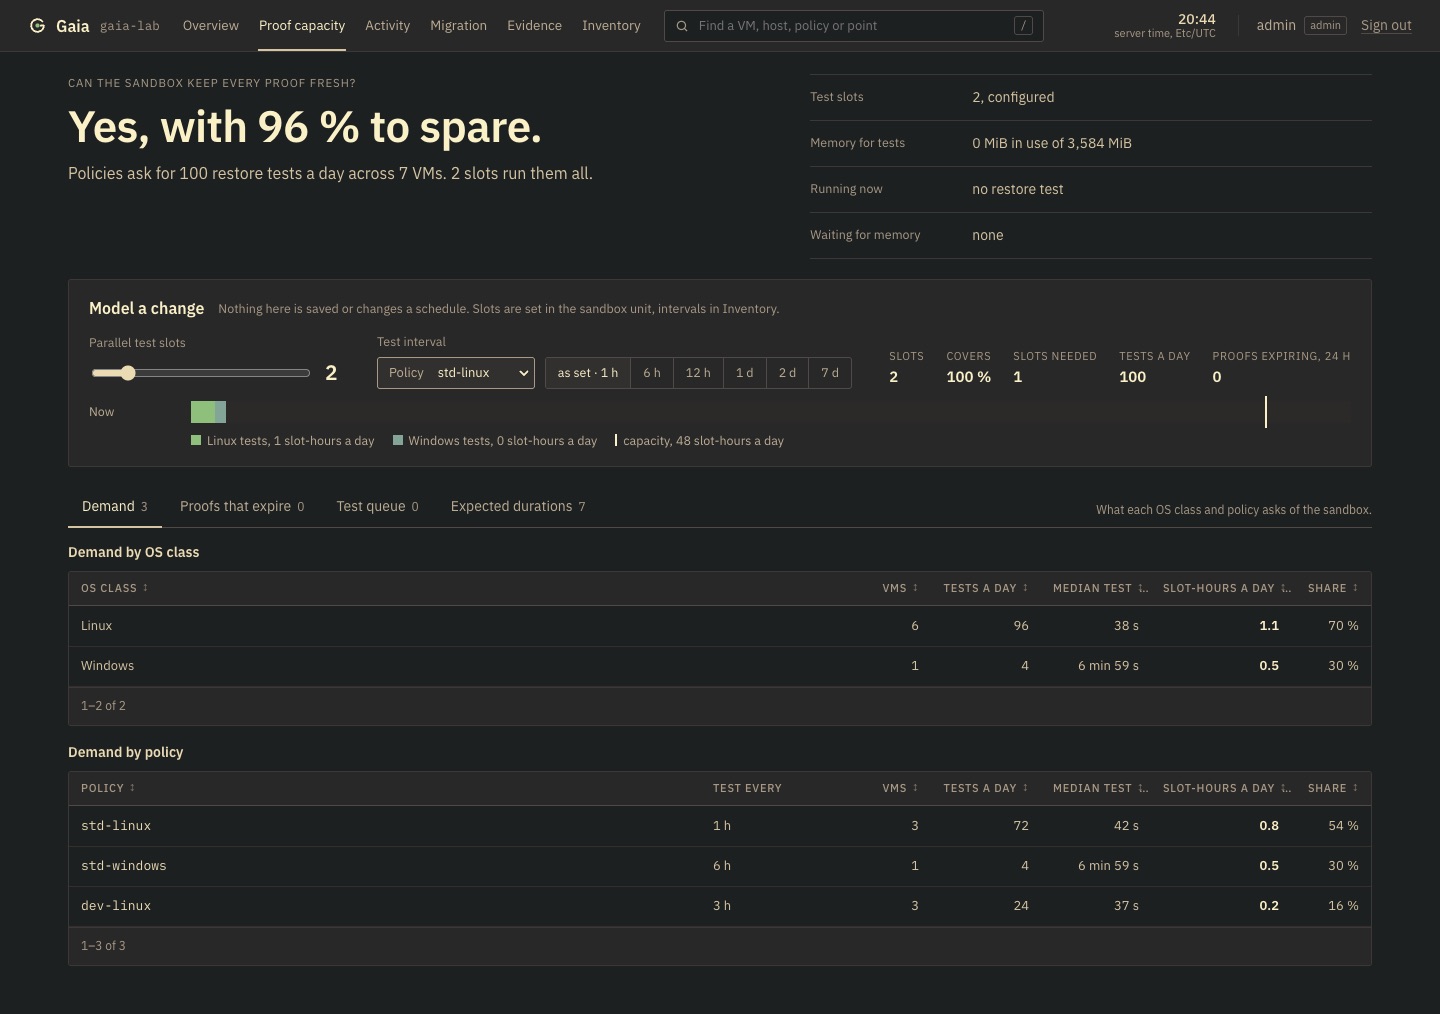 Gaia gaia-lab Overview Proof capacity Activity Migration Evidence Inventory Find a VM, host, policy or point / 20:44 admin admin Sign out
server time, Etc/UTC
CAN THE SANDBOX KEEP EVERY PROOF FRESH?
Yes, with 96 % to spare.
Policies ask for 100 restore tests a day across 7 VMs. 2 slots run them all.
Test slots 2, configured
Memory for tests 0 MiB in use of 3,584 MiB
Running now no restore test
Waiting for memory none
Model a change Nothing here is saved or changes a schedule. Slots are set in the sandbox unit, intervals in Inventory.
Parallel test slots
2
Test interval
Policy std-linux as set · 1 h 6 h 12 h 1 d 2 d 7 d
SLOTS COVERS SLOTS NEEDED TESTS A DAY PROOFS EXPIRING, 24 H
2 100 % 1 100 0
Now
Linux tests, 1 slot-hours a day Windows tests, 0 slot-hours a day capacity, 48 slot-hours a day
Demand 3 Proofs that expire 0 Test queue 0 Expected durations 7 What each OS class and policy asks of the sandbox.
Demand by OS class
OS CLASS VMS TESTS A DAY MEDIAN TEST SLOT-HOURS A DAY SHARE
Linux 6 96 38 s 1.1 70 %
Windows 1 4 6 min 59 s 0.5 30 %
1–2 of 2
Demand by policy
POLICY TEST EVERY VMS TESTS A DAY MEDIAN TEST SLOT-HOURS A DAY SHARE
std-linux 1 h 3 72 42 s 0.8 54 %
std-windows 6 h 1 4 6 min 59 s 0.5 30 %
dev-linux 3 h 3 24 37 s 0.2 16 %
1–3 of 3